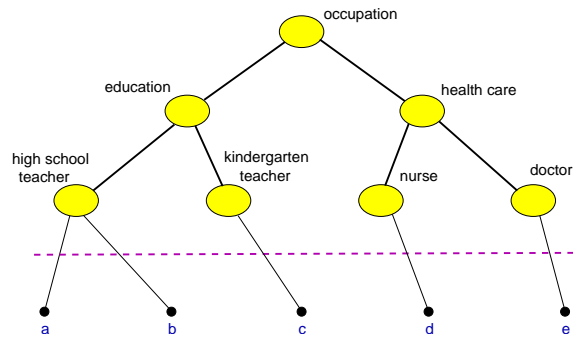 occupation
education
health care
high school
teacher
kindergarten
teacher
nurse
doctor
a
b
c
d
e